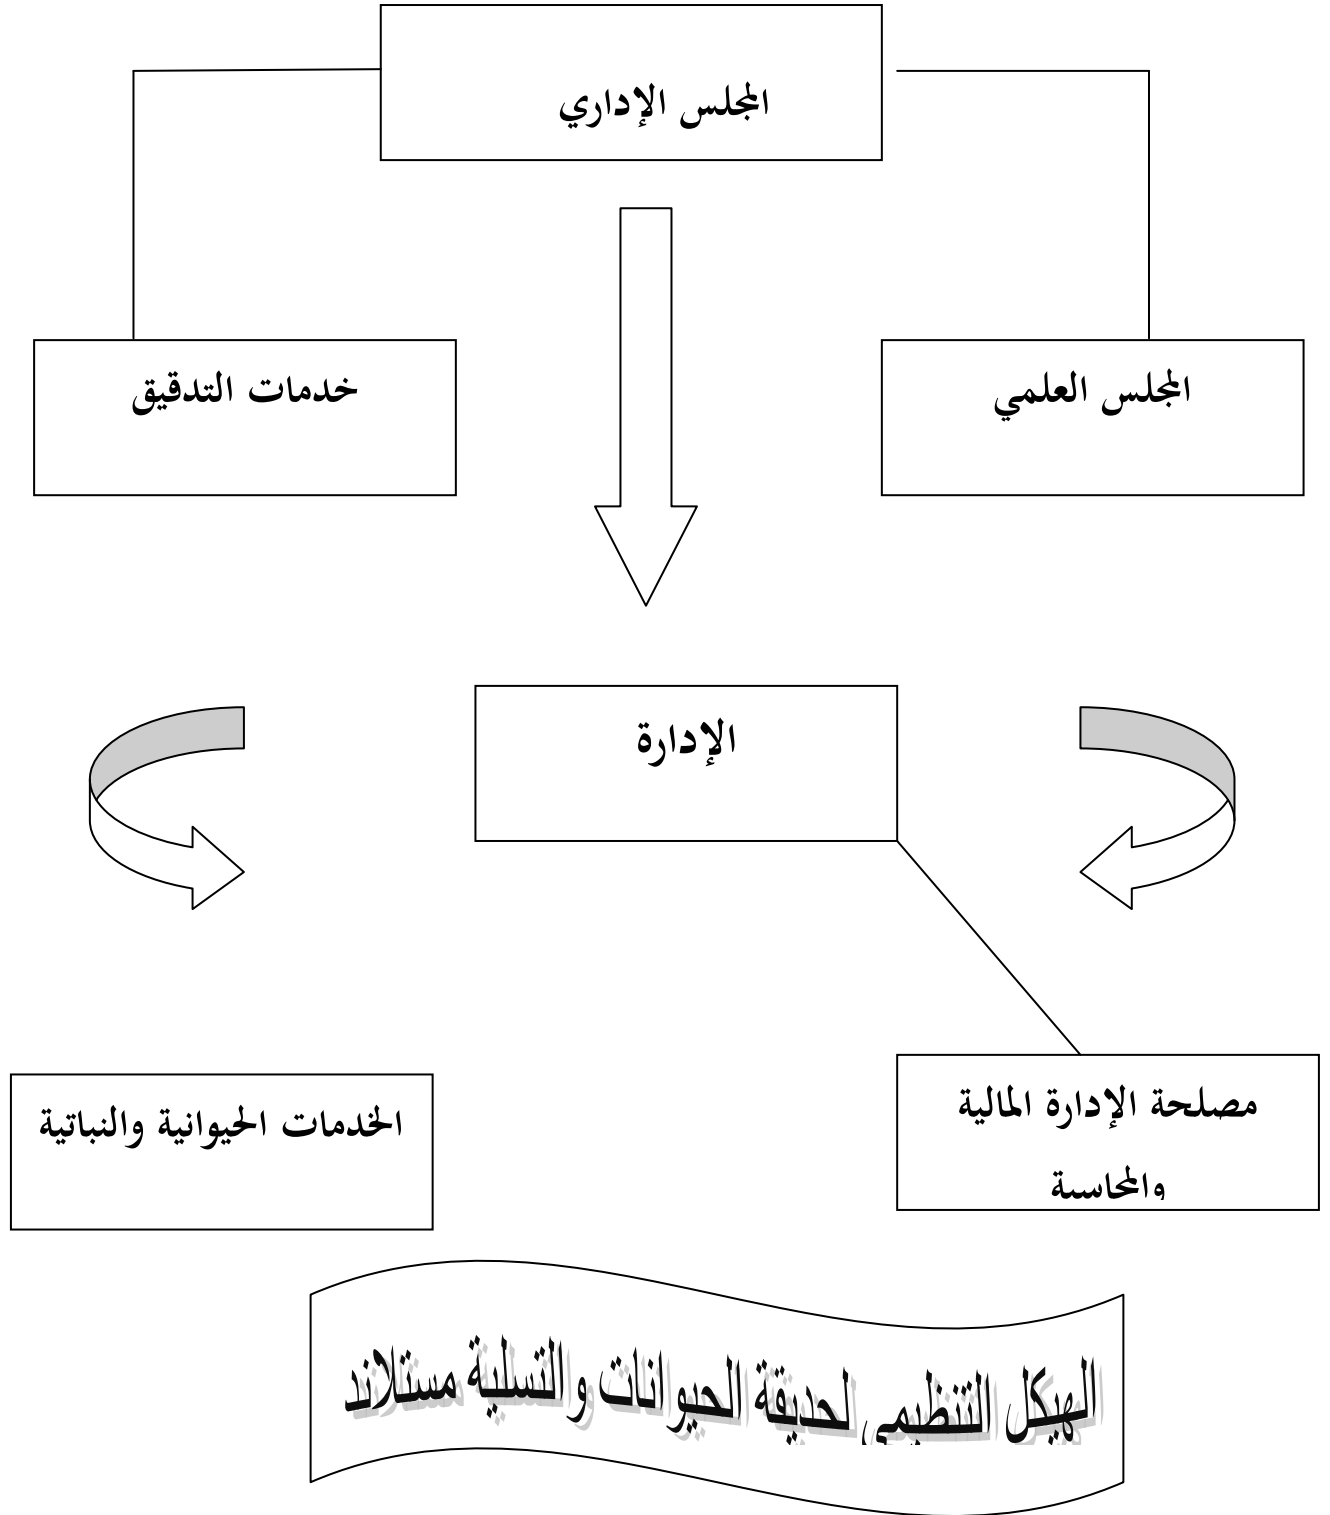 المجلس الإداري
المجلس العلمي
خدمات التدقيق
الإدارة
مصلحة الإدارة المالية
والمحاسبة
الخدمات الحيوانية والنباتية
الهيكل التنظيمي لحديقة الحيوانات والتسلية مستلاند